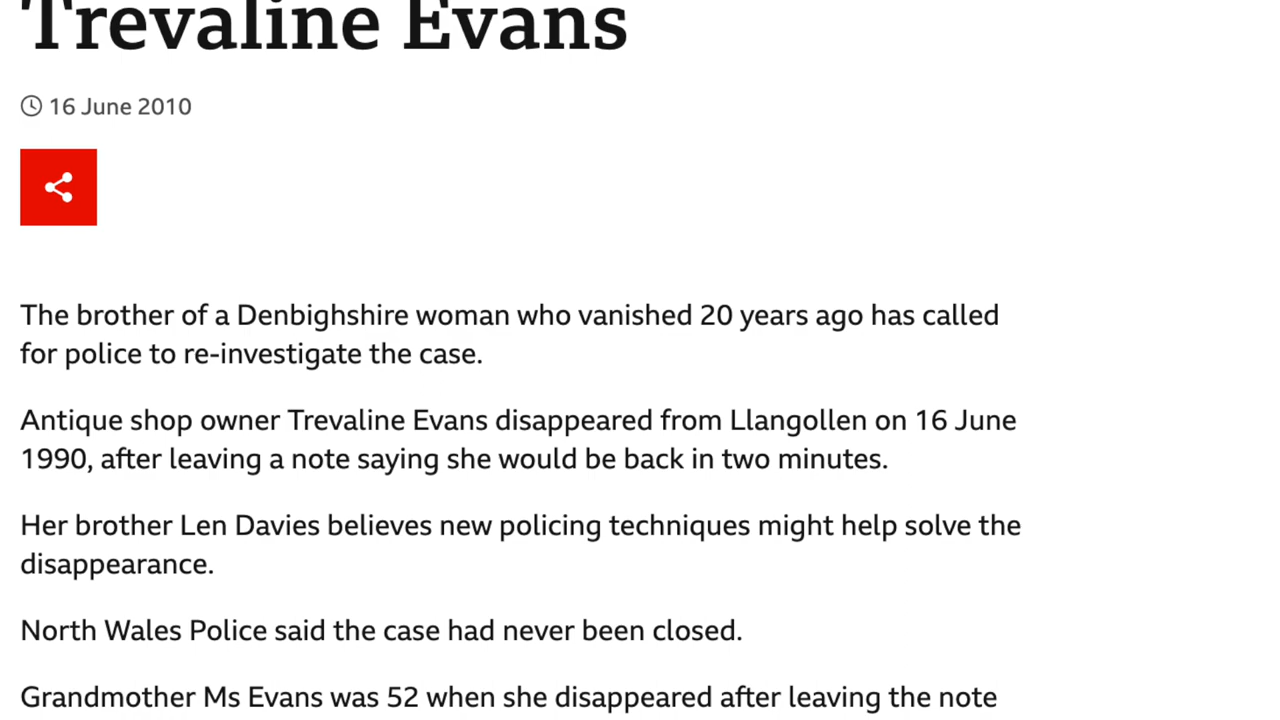 Trevaline Evans
16 June 2010
The brother of a Denbighshire woman who vanished 20 years ago has called
for police to re-investigate the case.
Antique shop owner Trevaline Evans disappeared from Llangollen on 16 June
1990, after leaving a note saying she would be back in two minutes.
Her brother Len Davies believes new policing techniques might help solve the
disappearance.
North Wales Police said the case had never been closed.
Grandmother Ms Evans was 52 when she disappeared after leaving the note